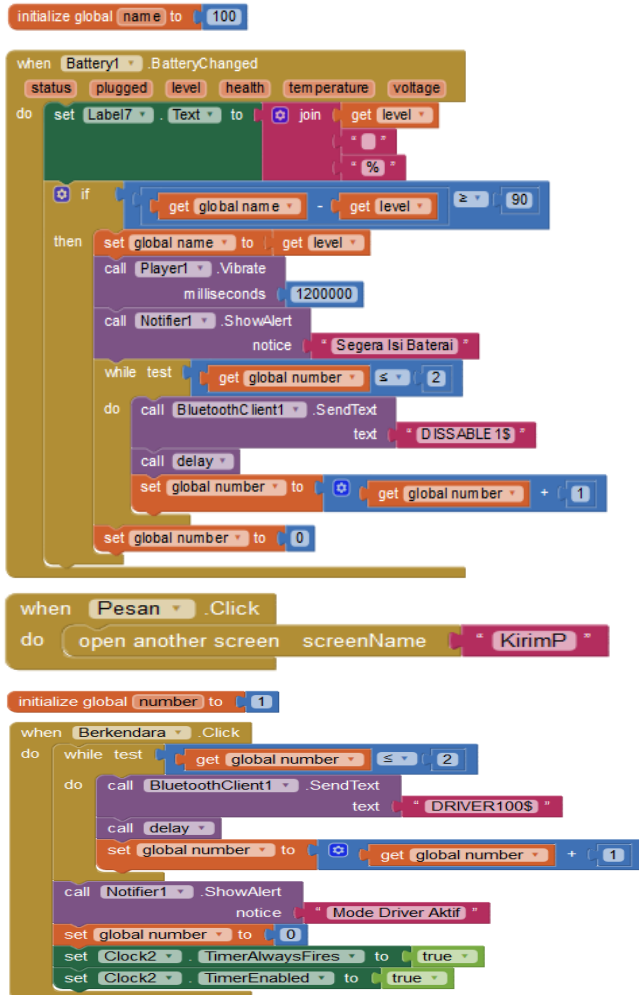 initialize global name to 100
when Battery1 .BatteryChanged
status plugged level health temperature voltage
do set Label7 . Text to join get level
" "
" % "
if get global name - get level ≥ 90
then set global name to get level
call Player1 .Vibrate
milliseconds 1200000
call Notifier1 .ShowAlert
notice " Segera Isi Baterai "
while test get global number ≤ 2
do call BluetoothClient1 .SendText
text " DISSABLE1$ "
call delay
set global number to get global number + 1
set global number to 0
when Pesan .Click
do open another screen screenName " KirimP "
initialize global number to 1
when Berkendara .Click
do while test get global number ≤ 2
do call BluetoothClient1 .SendText
text " DRIVER100$ "
call delay
set global number to get global number + 1
call Notifier1 .ShowAlert
notice " Mode Driver Aktif "
set global number to 0
set Clock2 . TimerAlwaysFires to true
set Clock2 . TimerEnabled to true